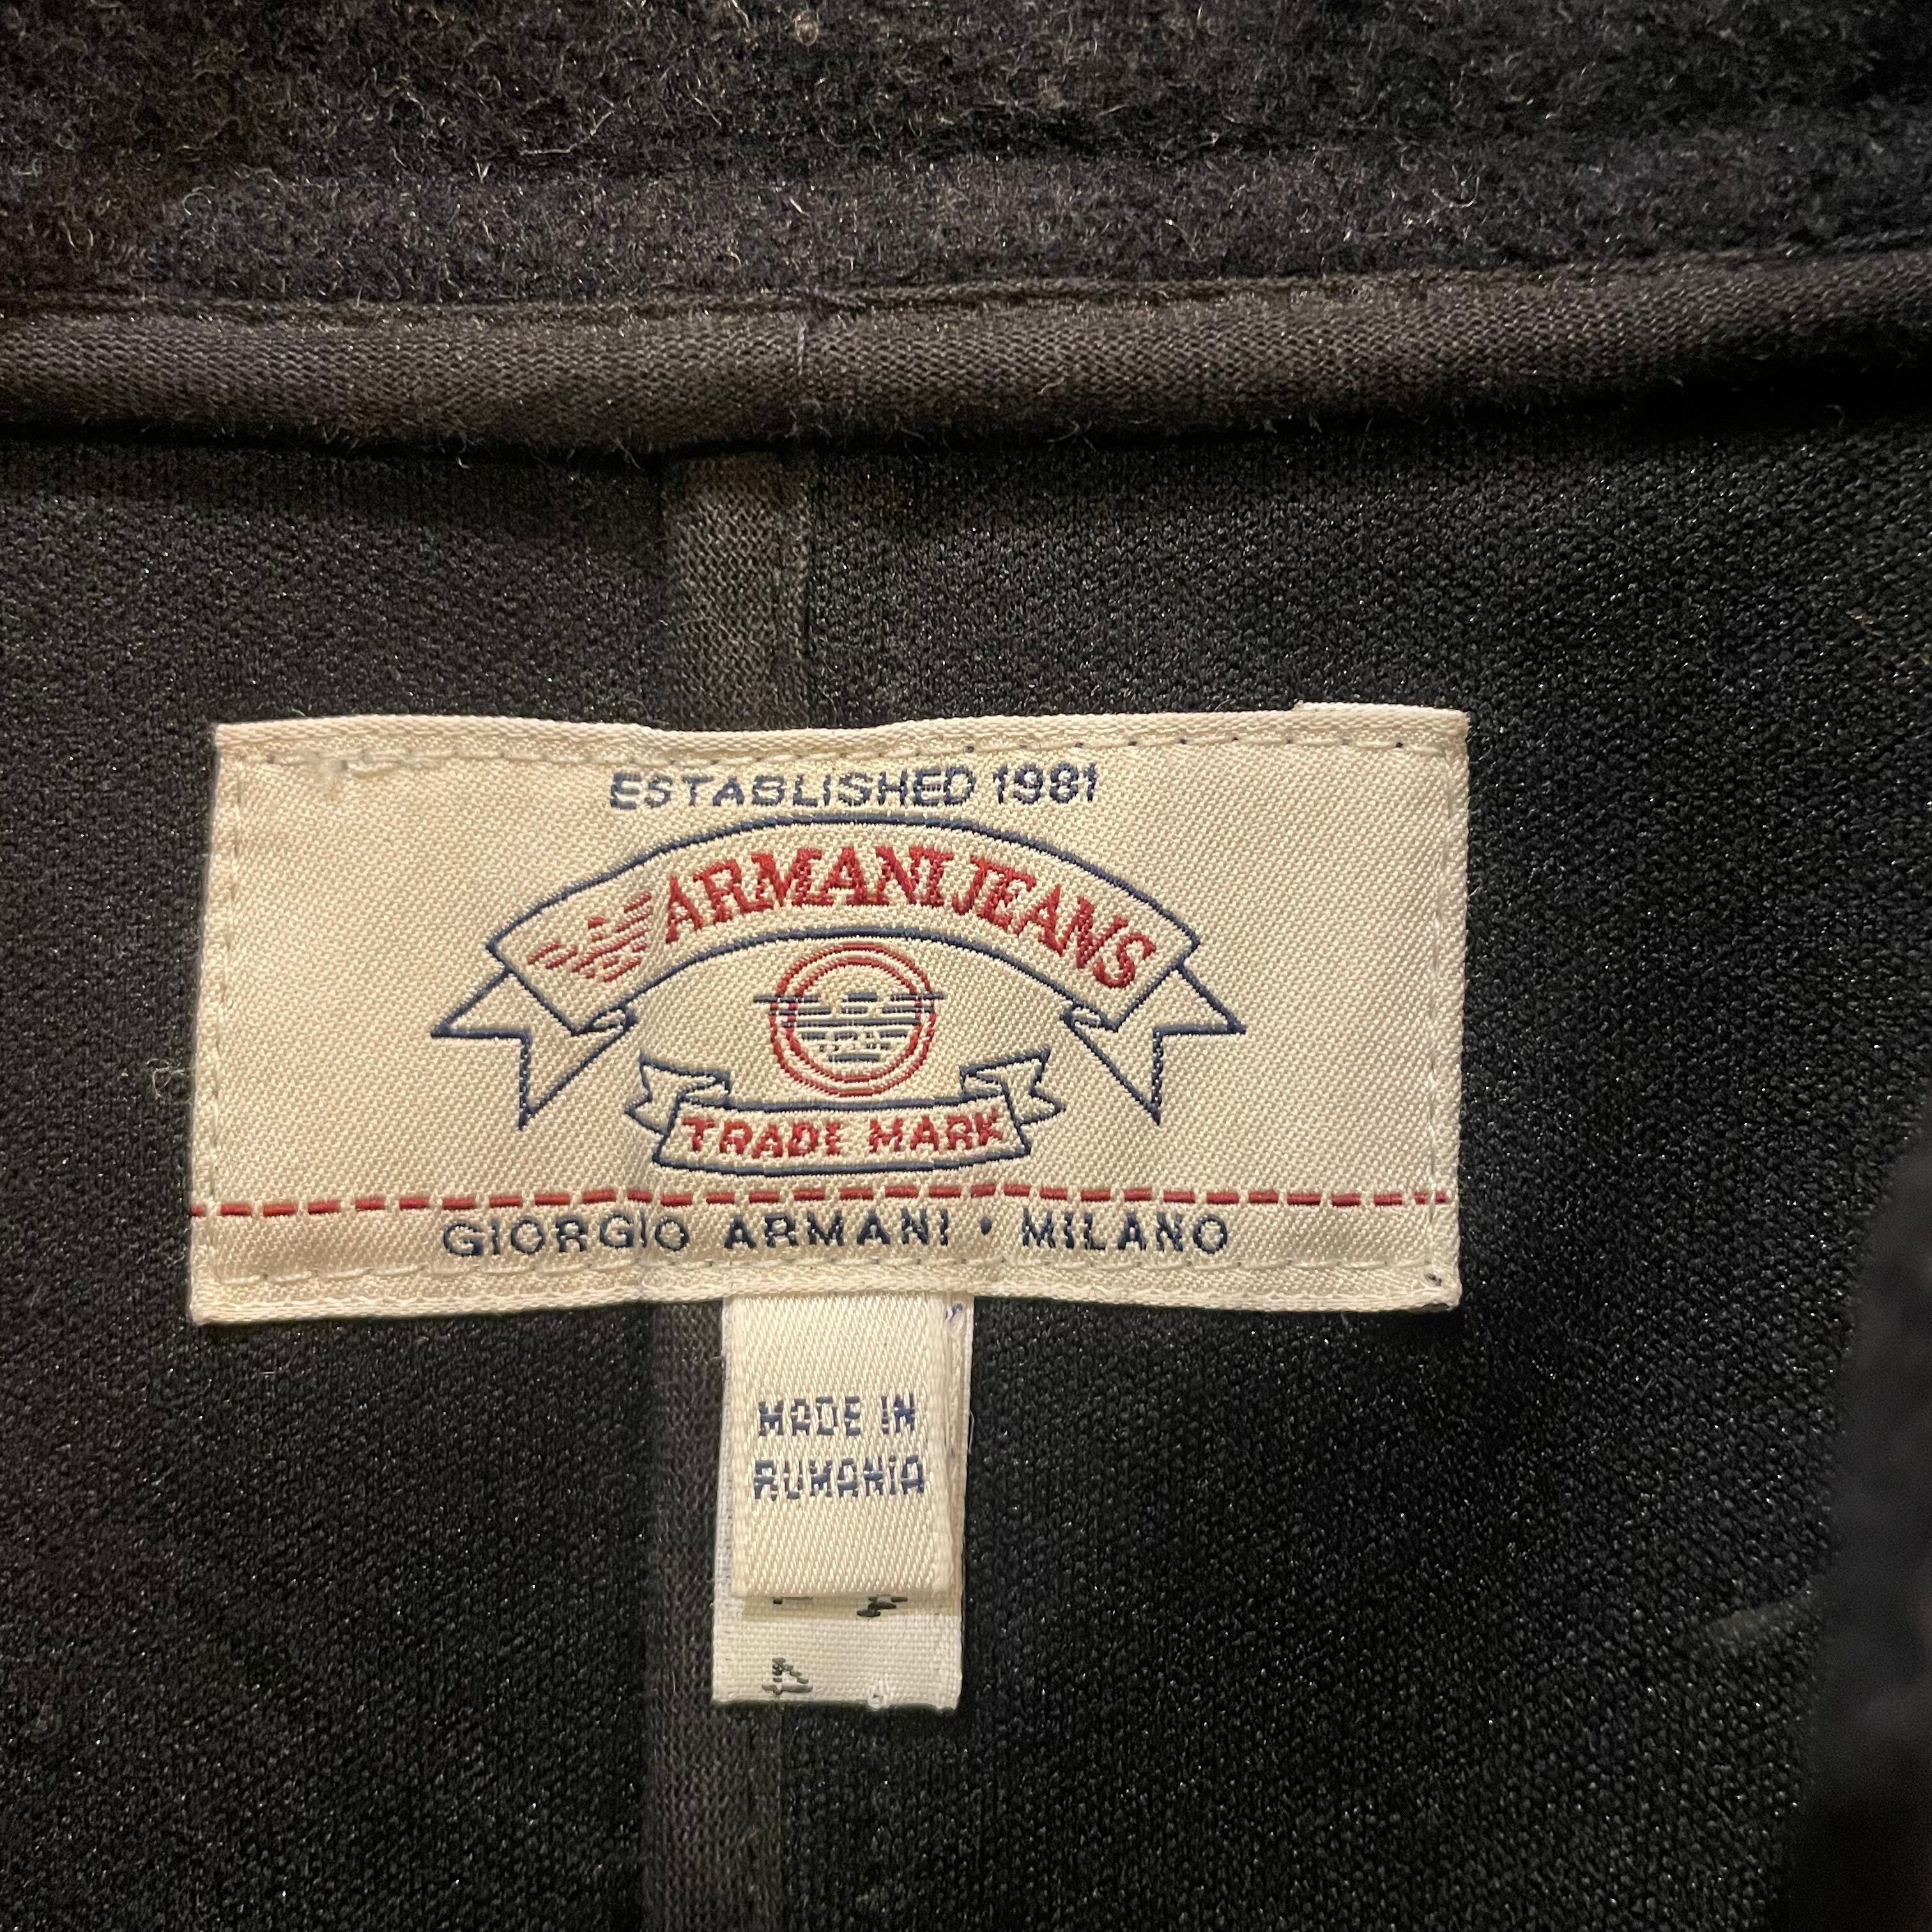 ESTABLISHED 1981
ARMANI JEANS
TRADE MARK
GIORGIO ARMANI • MILANO
MADE IN
RUMANIA